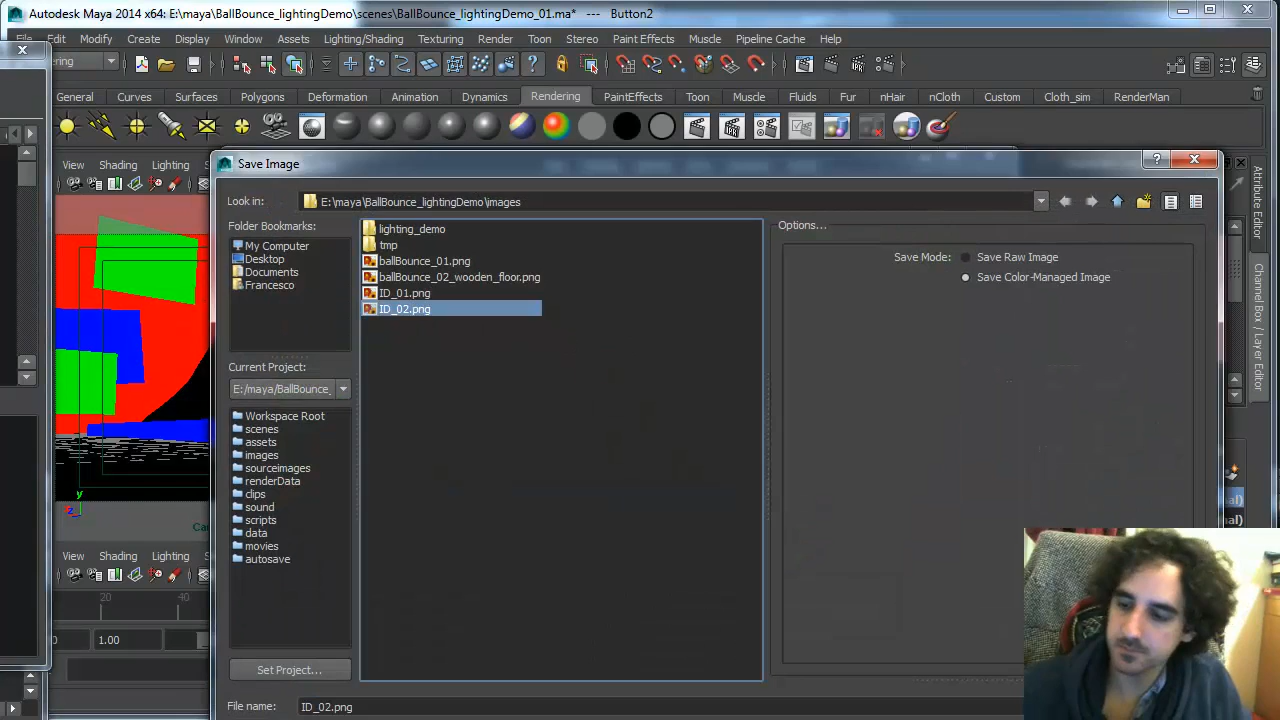 Autodesk Maya 2014 x64: E:\maya\BallBounce_lightingDemo\scenes\BallBounce_lightingDemo_01.ma* --- Button2
File Edit Modify Create Display Window Assets Lighting/Shading Texturing Render Toon Stereo Paint Effects Muscle Pipeline Cache Help
General Curves Surfaces Polygons Deformation Animation Dynamics Rendering PaintEffects Toon Muscle Fluids Fur nHair nCloth Custom Cloth_sim RenderMan
View Shading Lighting
Save Image
Look in: E:\maya\BallBounce_lightingDemo\images
Folder Bookmarks:
My Computer
Desktop
Documents
Francesco
Current Project:
E:/maya/BallBounce_
Workspace Root
scenes
assets
images
sourceimages
renderData
clips
sound
scripts
data
movies
autosave
Set Project...
lighting_demo
tmp
ballBounce_01.png
ballBounce_02_wooden_floor.png
ID_01.png
ID_02.png
Options...
Save Mode: Save Raw Image
Save Color-Managed Image
File name: ID_02.png
Attribute Editor
Channel Box / Layer Editor
y
z
View Shading Lighting
20 40
1.00